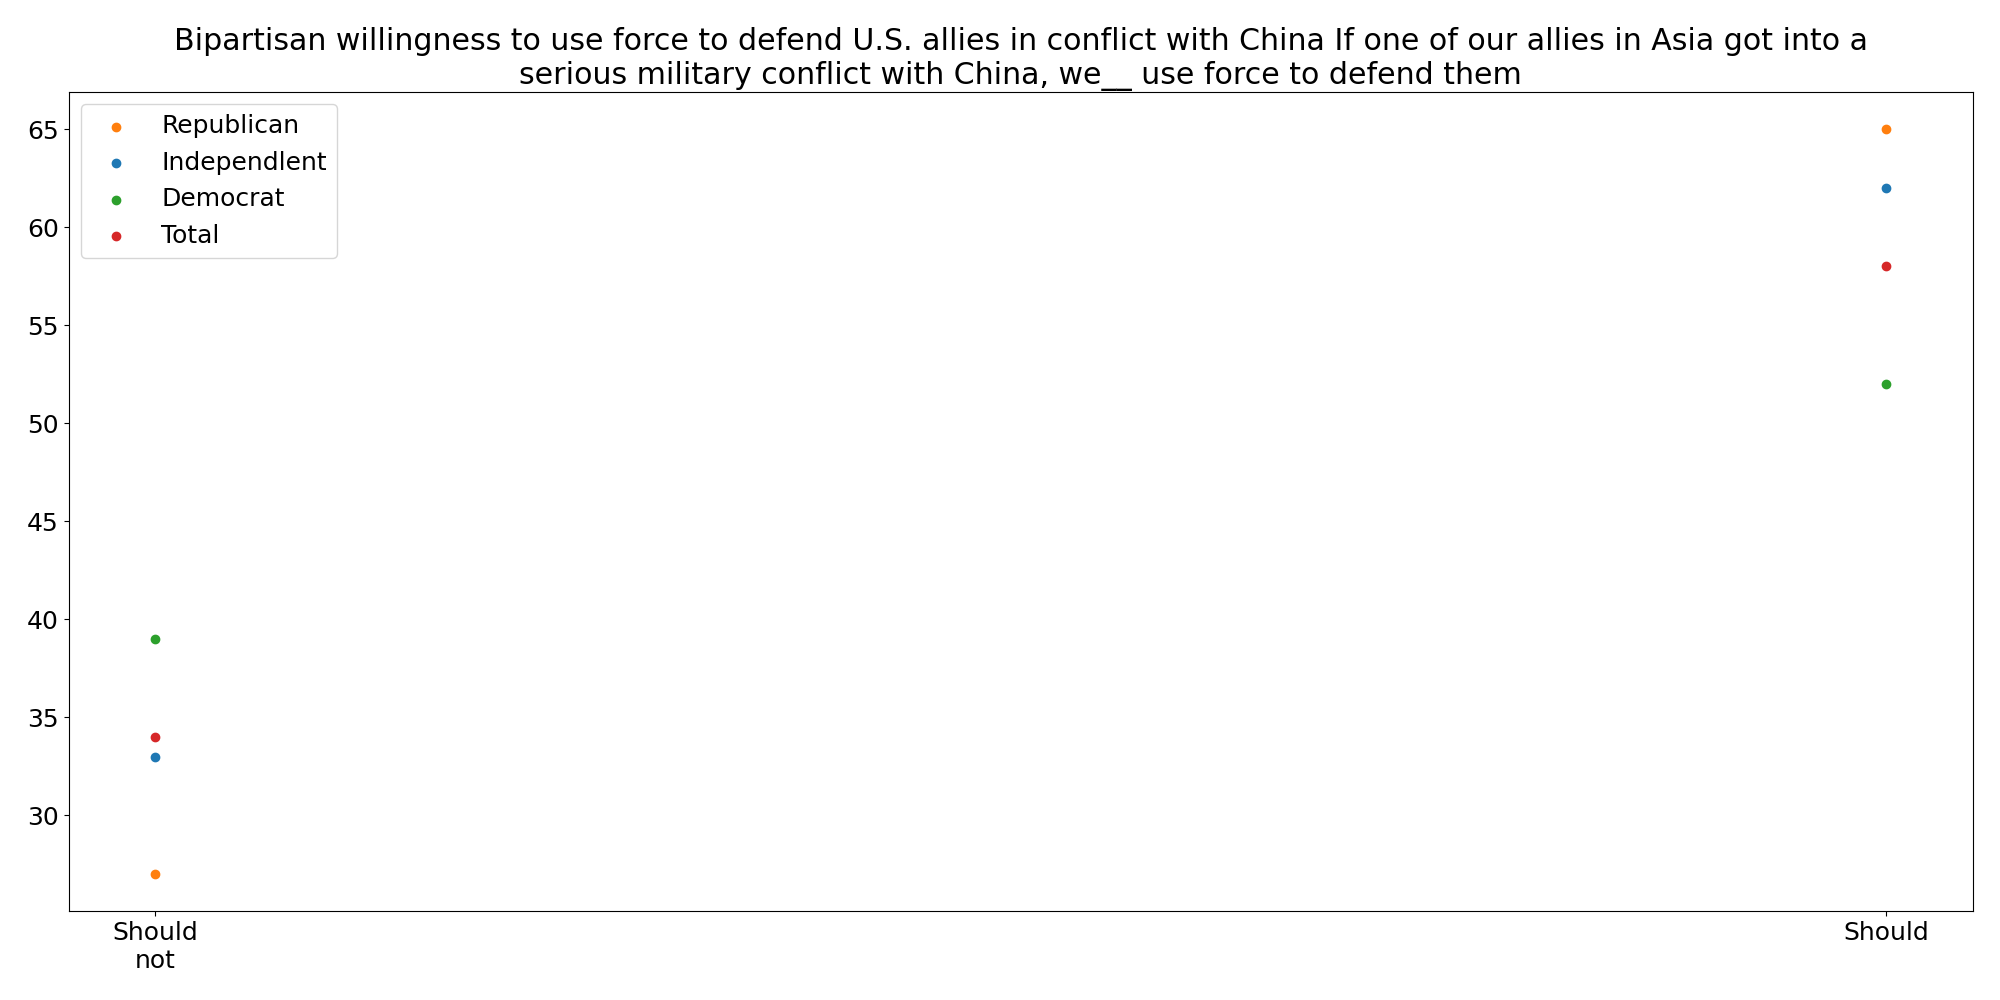 Bipartisan willingness to use force to defend U.S. allies in conflict with China If one of our allies in Asia got into a
serious military conflict with China, we__ use force to defend them
Republican
Independlent
Democrat
Total
65
60
55
50
45
40
35
30
Should
not
Should